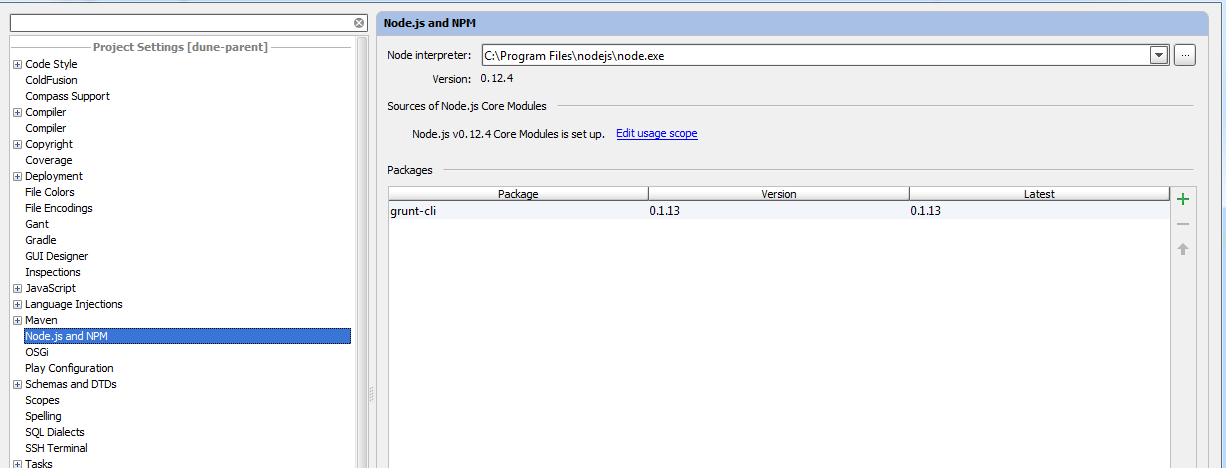 Project Settings [dune-parent]
Code Style
ColdFusion
Compass Support
Compiler
Compiler
Copyright
Coverage
Deployment
File Colors
File Encodings
Gant
Gradle
GUI Designer
Inspections
JavaScript
Language Injections
Maven
Node.js and NPM
OSGi
Play Configuration
Schemas and DTDs
Scopes
Spelling
SQL Dialects
SSH Terminal
Tasks
Node.js and NPM
Node interpreter: C:\Program Files\nodejs\node.exe ...
Version: 0.12.4
Sources of Node.js Core Modules
Node.js v0.12.4 Core Modules is set up. Edit usage scope
Packages
Package Version Latest
grunt-cli 0.1.13 0.1.13